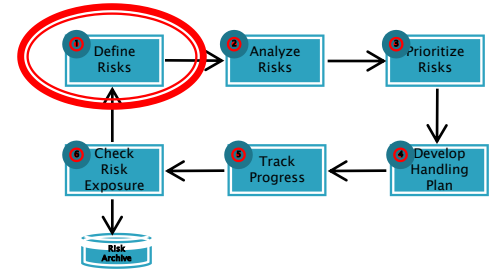 1
Define
Risks
2
Analyze
Risks
3
Prioritize
Risks
4
Develop
Handling
Plan
5
Track
Progress
6
Check
Risk
Exposure
Risk
Archive